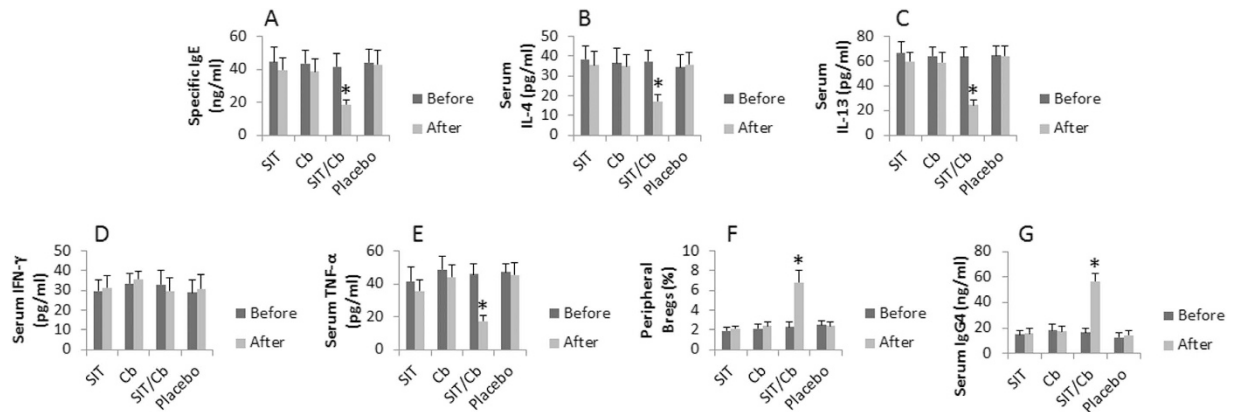 A
Specific IgE
(ng/ml)
60
40
20
0
*
SIT
Cb
SIT/Cb
Placebo
Before
After
B
Serum
IL-4 (pg/ml)
50
40
30
20
10
0
*
SIT
Cb
SIT/Cb
Placebo
Before
After
C
Serum
IL-13 (pg/ml)
80
60
40
20
0
*
SIT
Cb
SIT/Cb
Placebo
Before
After
D
Serum IFN-γ
(pg/ml)
50
40
30
20
10
0
SIT
Cb
SIT/Cb
Placebo
Before
After
E
Serum TNF-α
(pg/ml)
60
40
20
0
*
SIT
Cb
SIT/Cb
Placebo
Before
After
F
Peripheral
Bregs (%)
10
8
6
4
2
0
*
SIT
Cb
SIT/Cb
Placebo
Before
After
G
Serum IgG4 (ng/ml)
80
60
40
20
0
*
SIT
Cb
SIT/Cb
Placebo
Before
After